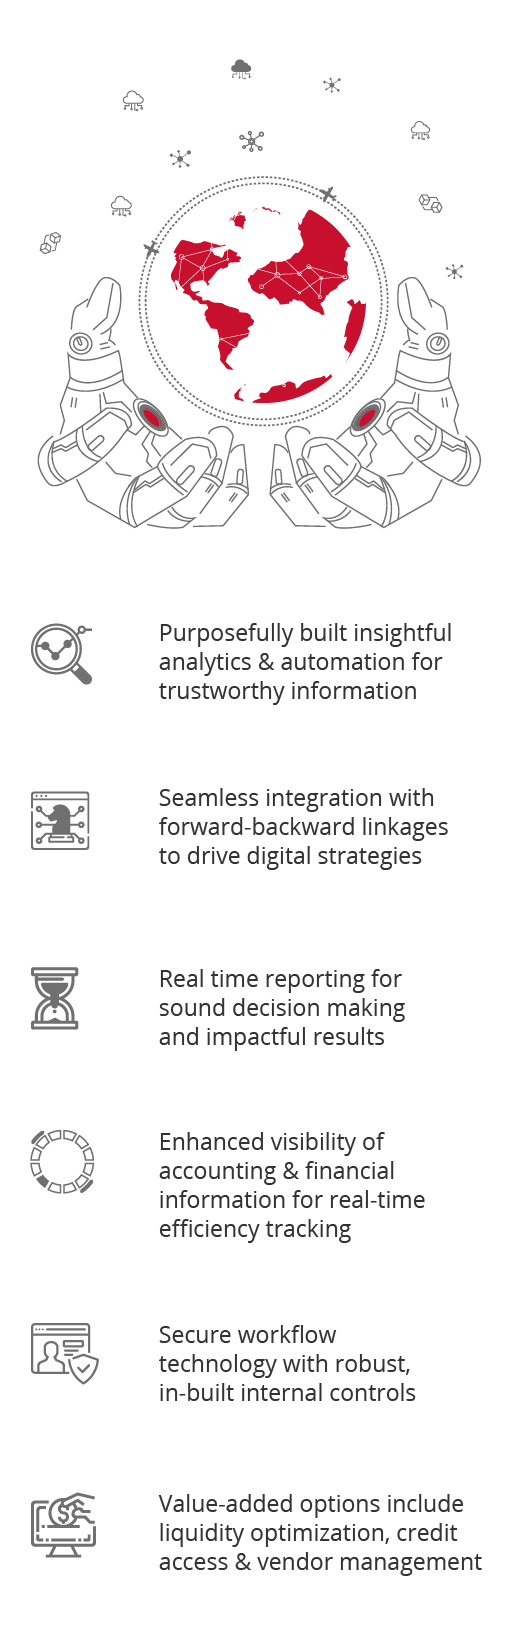 Purposefully built insightful
analytics & automation for
trustworthy information
Seamless integration with
forward-backward linkages
to drive digital strategies
Real time reporting for
sound decision making
and impactful results
Enhanced visibility of
accounting & financial
information for real-time
efficiency tracking
Secure workflow
technology with robust,
in-built internal controls
Value-added options include
liquidity optimization, credit
access & vendor management